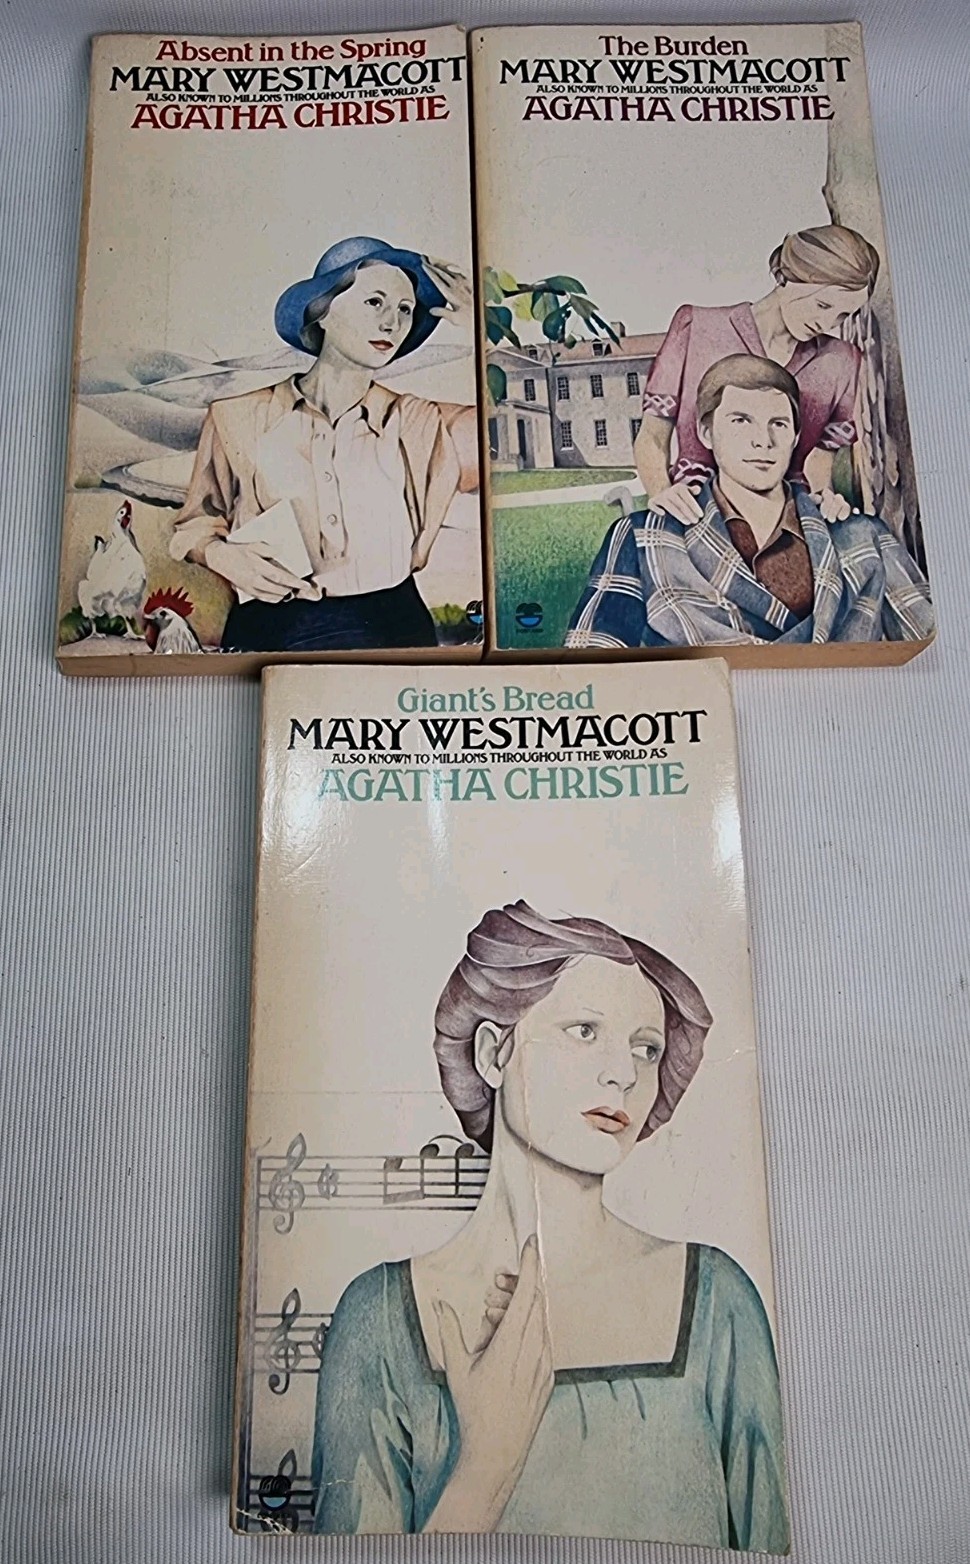 Absent in the Spring
MARY WESTMACOTT
ALSO KNOWN TO MILLIONS THROUGHOUT THE WORLD AS
AGATHA CHRISTIE
The Burden
MARY WESTMACOTT
ALSO KNOWN TO MILLIONS THROUGHOUT THE WORLD AS
AGATHA CHRISTIE
Giant's Bread
MARY WESTMACOTT
ALSO KNOWN TO MILLIONS THROUGHOUT THE WORLD AS
AGATHA CHRISTIE